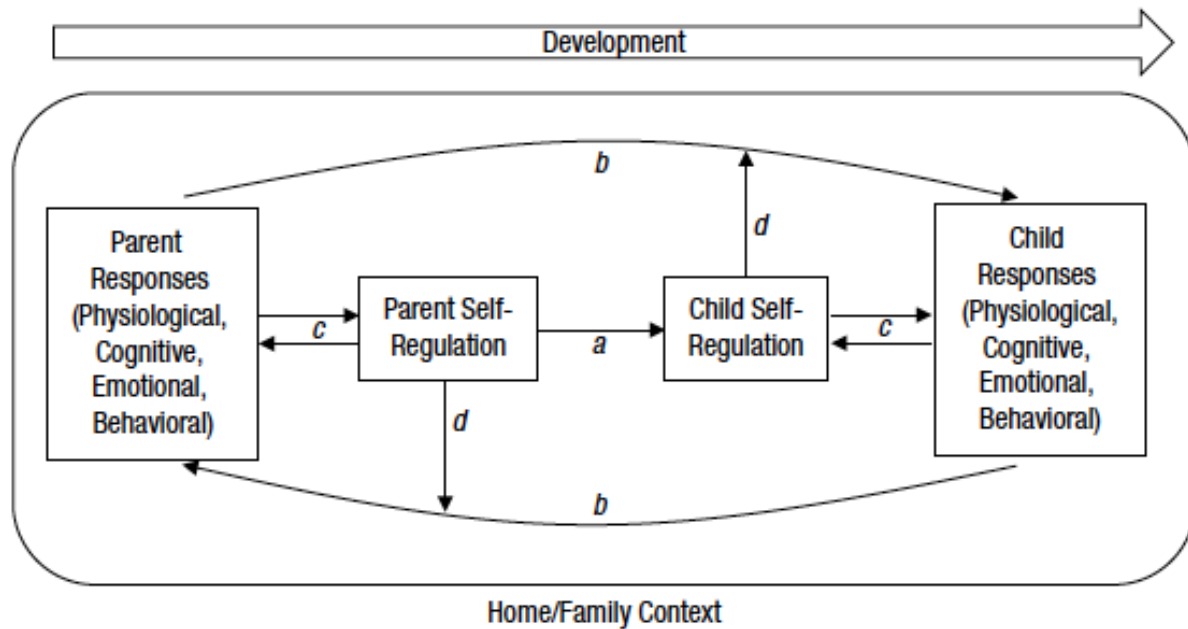 Development
b
d
Parent
Responses
(Physiological,
Cognitive,
Emotional,
Behavioral)
c
Parent Self-
Regulation
a
Child Self-
Regulation
c
Child
Responses
(Physiological,
Cognitive,
Emotional,
Behavioral)
d
b
Home/Family Context